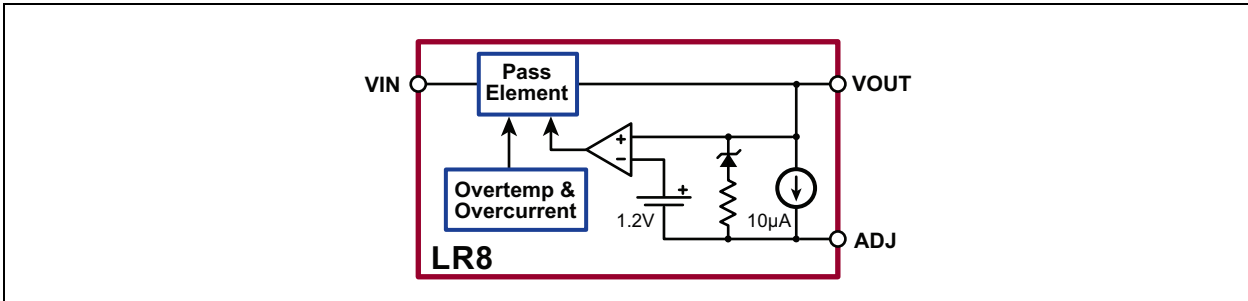 Pass
Element
VIN
VOUT
+
−
Overtemp &
Overcurrent
+
1.2V
10µA
ADJ
LR8